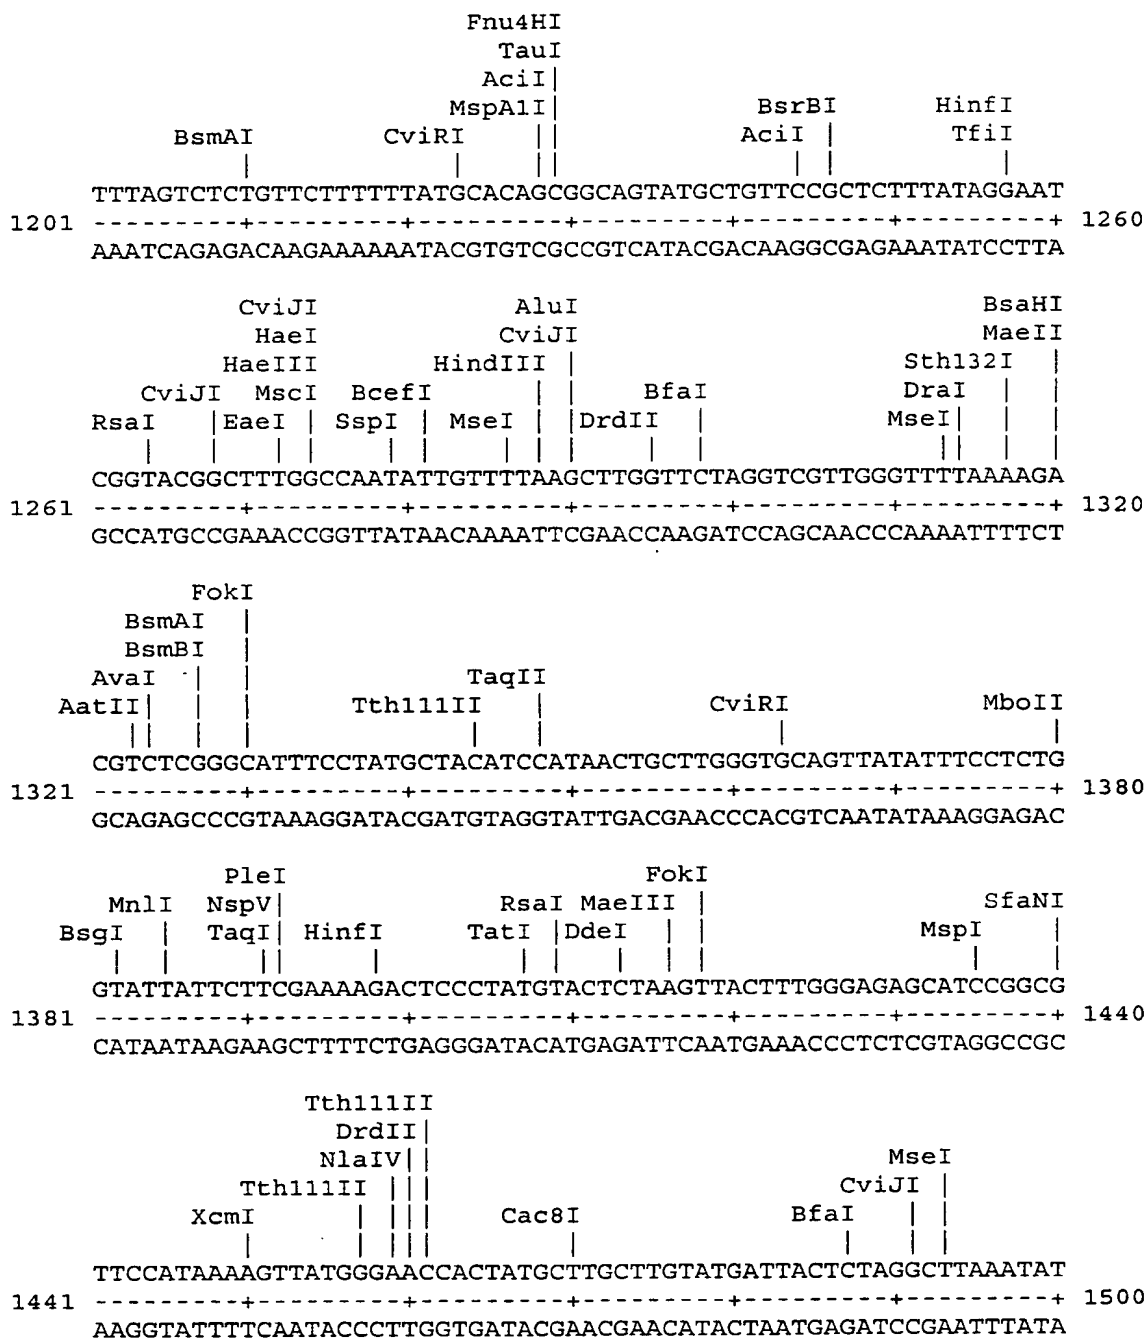 Fnu4HI
TauI
AciI|
MspA1I||
BsrBI HinfI
BsmAI CviRI AciI TfiI
TTTAGTCTCTGTTCTTTTTTATGCACAGCGGCAGTATGCTGTTCCGCTCTTTATAGGAAT
1201 ---------+---------+---------+---------+---------+---------+ 1260
AAATCAGAGACAAGAAAAAATACGTGTCGCCGTCATACGACAAGGCGAGAAATATCCTTA
CviJI AluI BsaHI
HaeI CviJI MaeII
HaeIII HindIII Sth132I
CviJI MscI BcefI BfaI DraI
RsaI EaeI SspI MseI DrdII MseI
CGGTACGGCTTTGGCCAATATTGTTTTAAGCTTGGTTCTAGGTCGTTGGGTTTTAAAAGA
1261 ---------+---------+---------+---------+---------+---------+ 1320
GCCATGCCGAAACCGGTTATAACAAAATTCGAACCAAGATCCAGCAACCCAAAATTTTCT
FokI
BsmAI
BsmBI
AvaI TaqII
AatII Tth111II CviRI MboII
CGTCTCGGGCATTTCCTATGCTACATCCATAACTGCTTGGGTGCAGTTATATTTCCTCTG
1321 ---------+---------+---------+---------+---------+---------+ 1380
GCAGAGCCCGTAAAGGATACGATGTAGGTATTGACGAACCCACGTCAATATAAAGGAGAC
PleI FokI
MnlI NspV RsaI MaeIII SfaNI
BsgI TaqI HinfI TatI DdeI MspI
GTATTATTCTTCGAAAAGACTCCCTATGTACTCTAAGTTACTTTGGGAGAGCATCCGGCG
1381 ---------+---------+---------+---------+---------+---------+ 1440
CATAATAAGAAGCTTTTCTGAGGGATACATGAGATTCAATGAAACCCTCTCGTAGGCCGC
Tth111II
DrdII
NlaIV MseI
Tth111II CviJI
XcmI Cac8I BfaI
TTCCATAAAAGTTATGGGAACCACTATGCTTGCTTGTATGATTACTCTAGGCTTAAATAT
1441 ---------+---------+---------+---------+---------+---------+ 1500
AAGGTATTTTCAATACCCTTGGTGATACGAACGAACATACTAATGAGATCCGAATTTATA